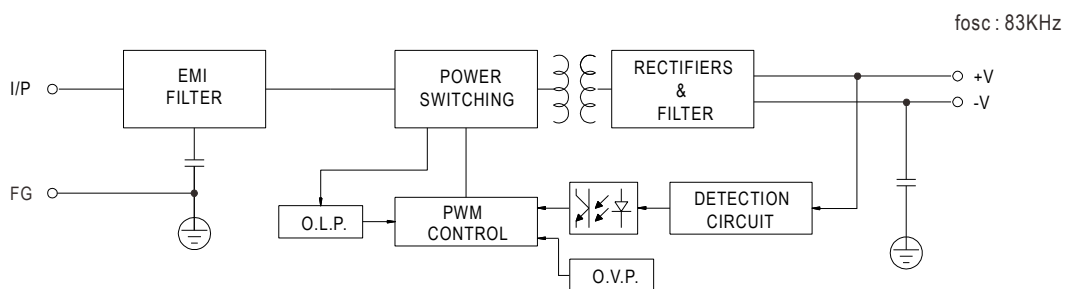 fosc : 83KHz
I/P
EMI
FILTER
POWER
SWITCHING
RECTIFIERS
&
FILTER
+V
-V
FG
O.L.P.
PWM
CONTROL
DETECTION
CIRCUIT
O.V.P.